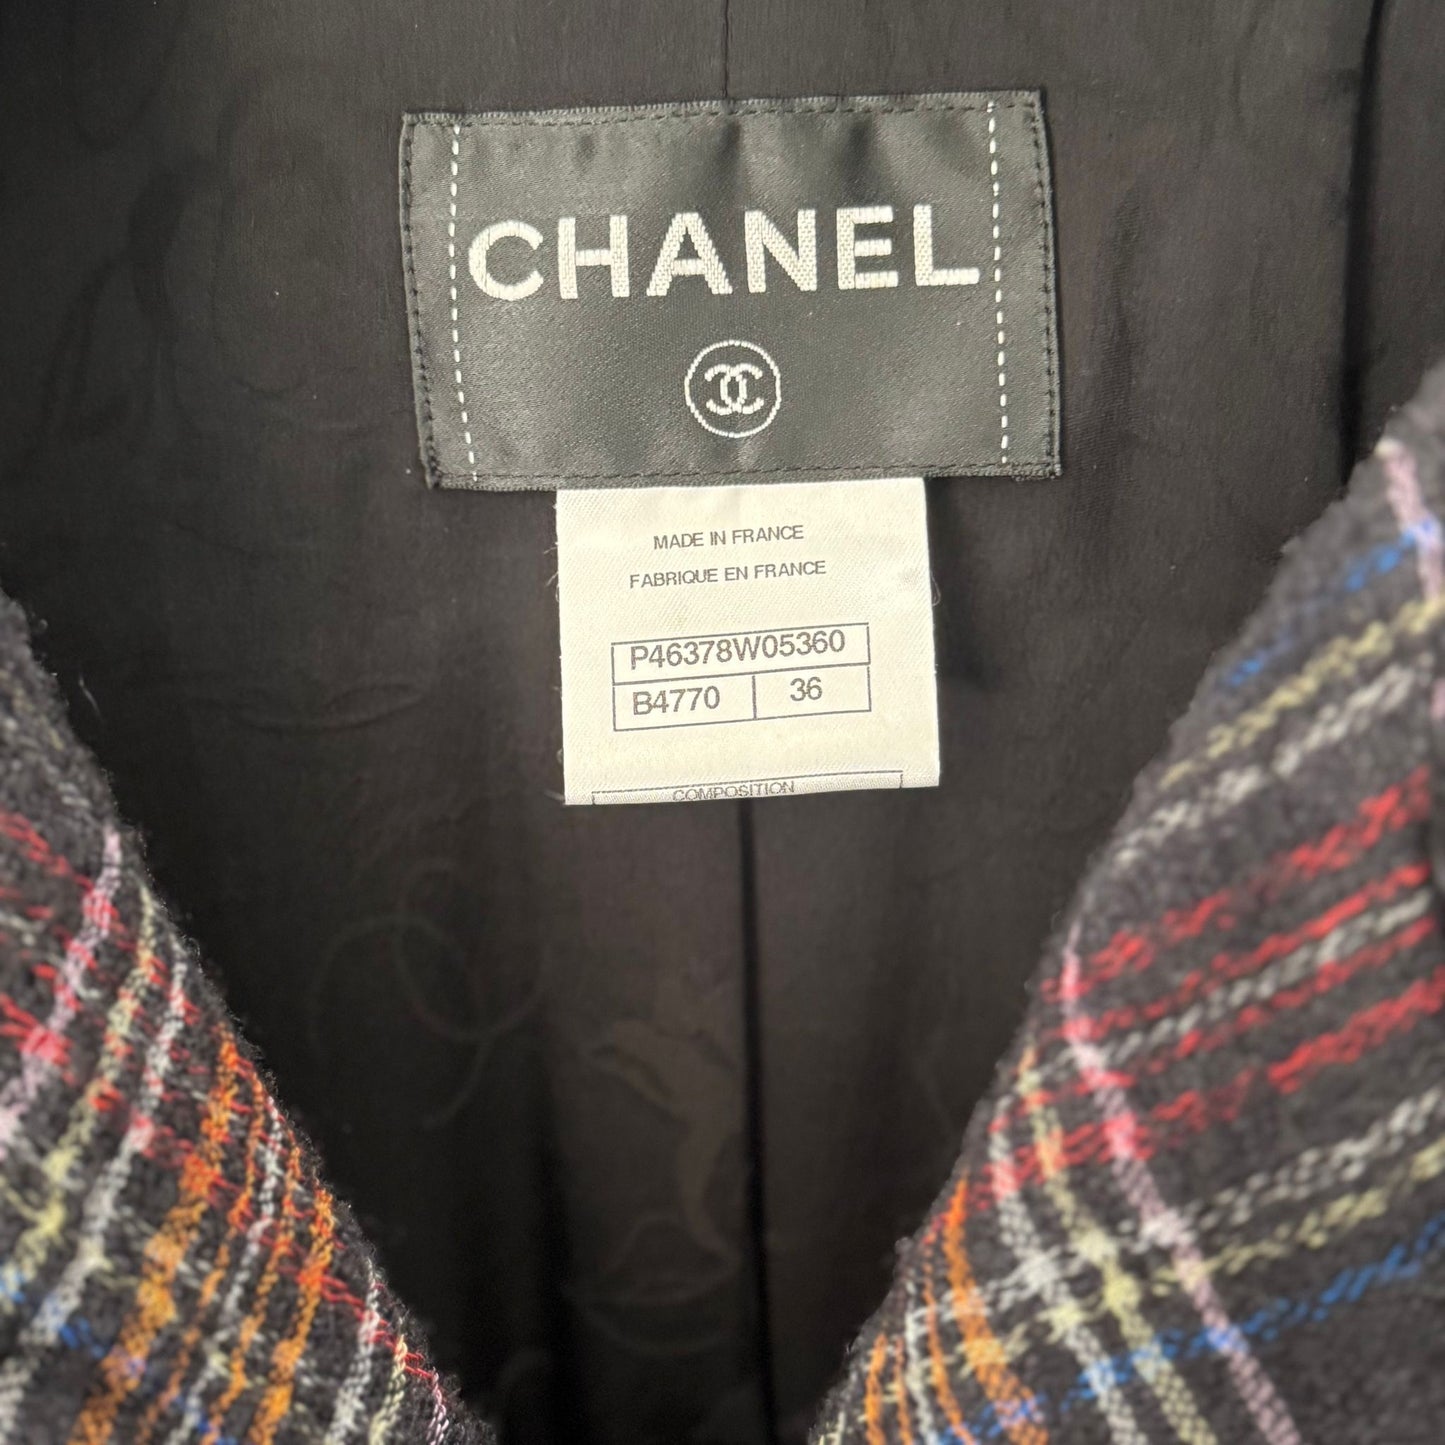 CHANEL
MADE IN FRANCE
FABRIQUE EN FRANCE
P46378W05360
B4770 36
COMPOSITION